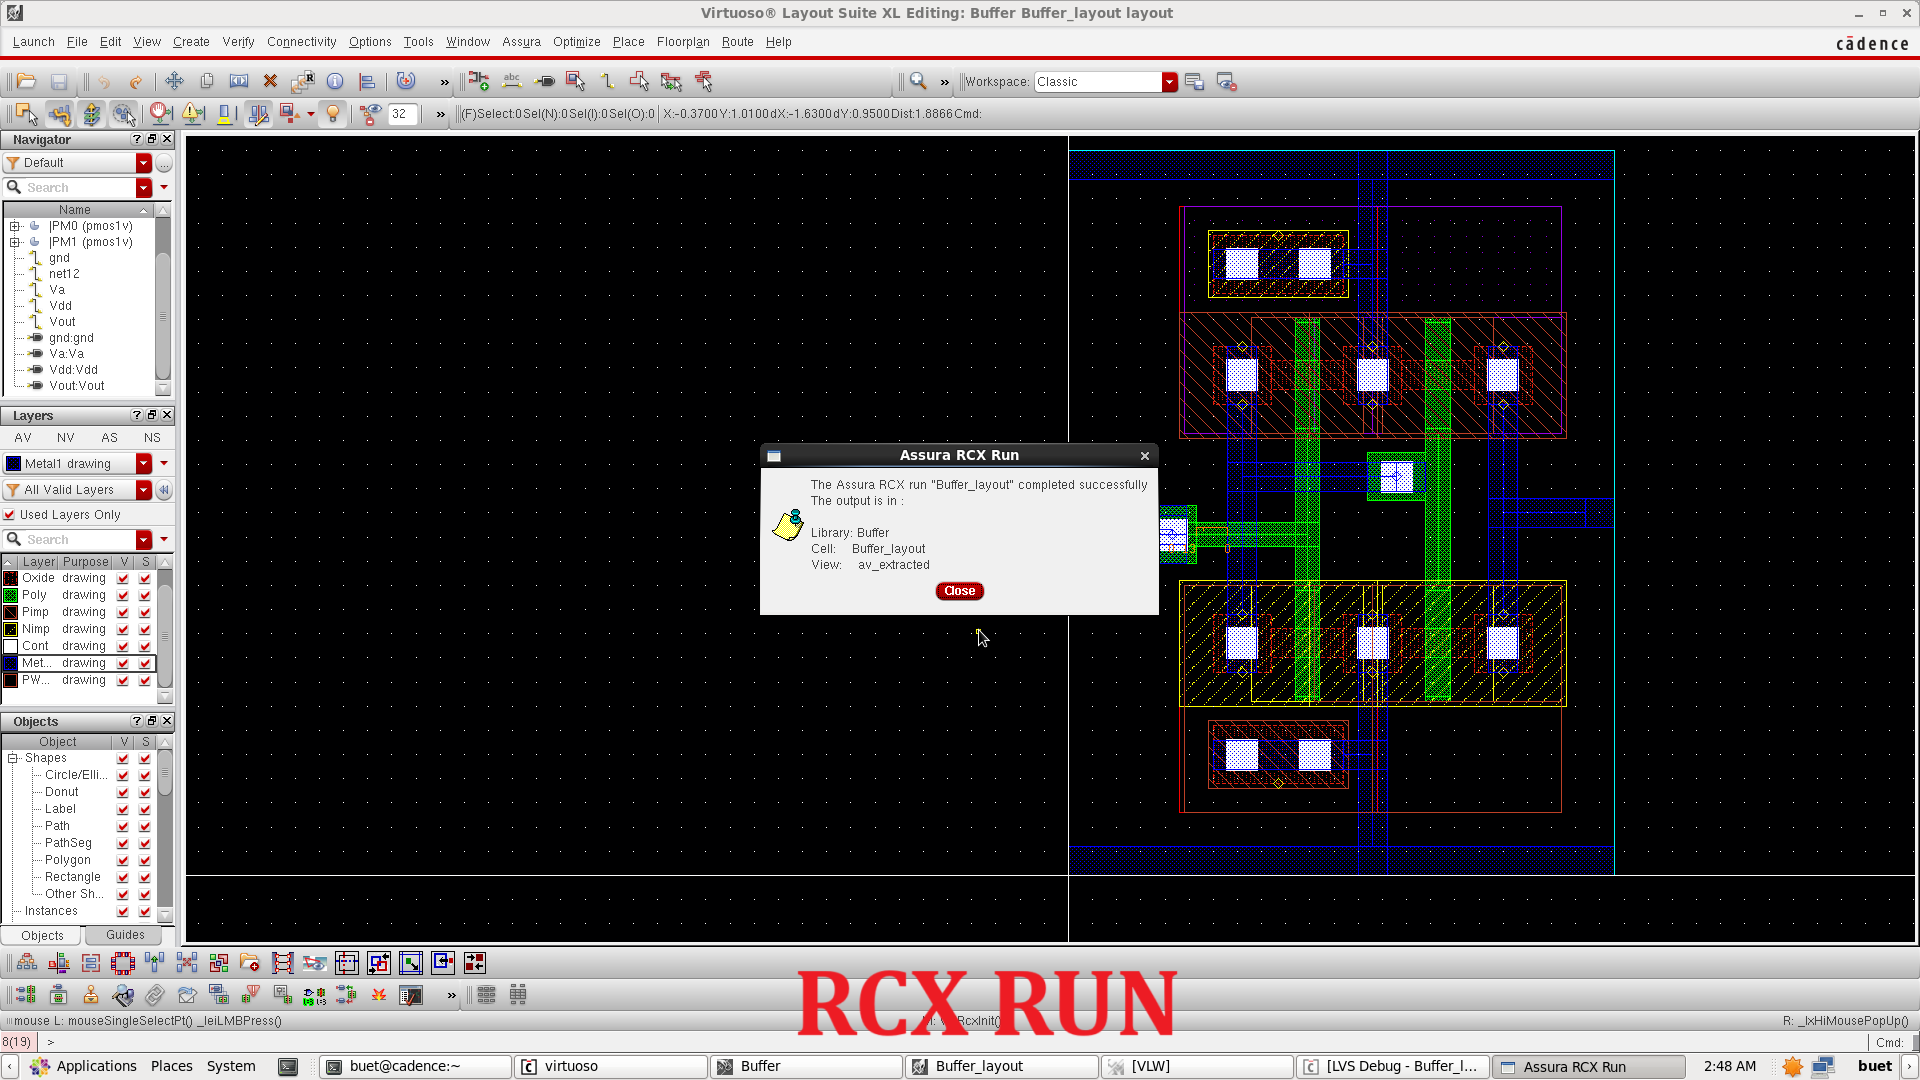 Virtuoso® Layout Suite XL Editing: Buffer Buffer_layout layout
Launch File Edit View Create Verify Connectivity Options Tools Window Assura Optimize Place Floorplan Route Help
cādence
R
» abc » Workspace: Classic
32 » (F)Select:0 Sel(N):0 Sel(I):0 Sel(O):0 X:-0.3700 Y:1.0100 dX:-1.6300 dY:0.9500 Dist:1.8866 Cmd:
Navigator
Default
Search
Name
|PM0 (pmos1v)
|PM1 (pmos1v)
gnd
net12
Va
Vdd
Vout
gnd:gnd
Va:Va
Vdd:Vdd
Vout:Vout
Layers
AV NV AS NS
Metal1 drawing
All Valid Layers
Used Layers Only
Search
Layer Purpose V S
Oxide drawing
Poly drawing
Pimp drawing
Nimp drawing
Cont drawing
Met... drawing
PW... drawing
Objects
Object V S
Shapes
Circle/Elli...
Donut
Label
Path
PathSeg
Polygon
Rectangle
Other Sh...
Instances
Objects Guides
Assura RCX Run
The Assura RCX run "Buffer_layout" completed successfully
The output is in :
Library: Buffer
Cell: Buffer_layout
View: av_extracted
Close
RCX RUN
mouse L: mouseSingleSelectPt() _leiLMBPress()
R: _lxHiMousePopUp()
8(19) >
Cmd:
Applications Places System buet@cadence:~ virtuoso Buffer Buffer_layout [VLW] [LVS Debug - Buffer_l... Assura RCX Run 2:48 AM buet